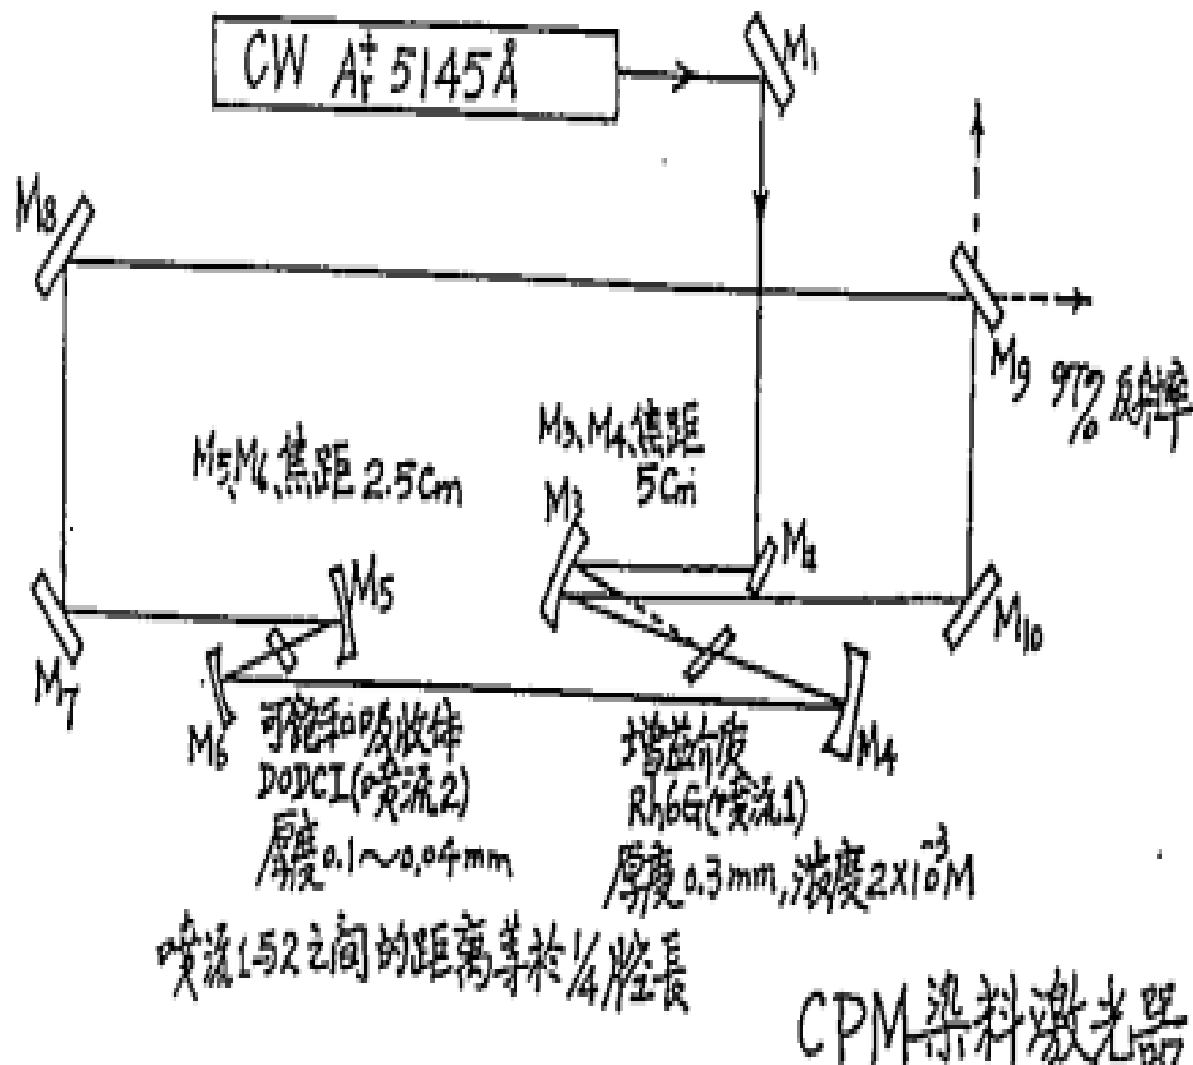 CW Ar⁺ 5145Å
M₁
M₈
M₉ 97% 反射率
M₃、M₄、焦距
5Cm
M₅、M₆、焦距 2.5Cm
M₃
M₂
M₅
M₁₀
M₇
M₆
M₄
可饱和吸收体
DODCI(喷流2)
厚度0.1~0.04mm
增益介质
Rh6G(喷流1)
厚度0.3mm,浓度2×10⁻³M
喷流1与2之间的距离等於1/4腔長
CPM染料激光器